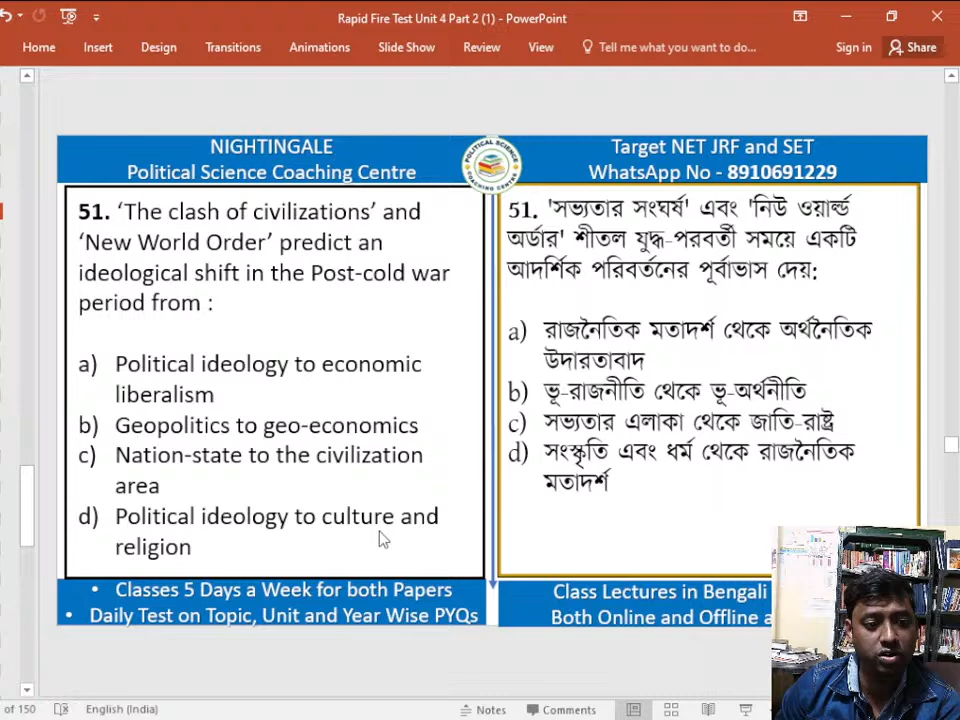 Rapid Fire Test Unit 4 Part 2 (1) - PowerPoint
Home Insert Design Transitions Animations Slide Show Review View Tell me what you want to do... Sign in Share
NIGHTINGALE
Political Science Coaching Centre
POLITICAL SCIENCE COACHING CENTRE
Target NET JRF and SET
WhatsApp No - 8910691229
51. ‘The clash of civilizations’ and
‘New World Order’ predict an
ideological shift in the Post-cold war
period from :
a) Political ideology to economic
liberalism
b) Geopolitics to geo-economics
c) Nation-state to the civilization
area
d) Political ideology to culture and
religion
51. 'সভ্যতার সংঘর্ষ' এবং 'নিউ ওয়ার্ল্ড
অর্ডার' শীতল যুদ্ধ-পরবর্তী সময়ে একটি
আদর্শিক পরিবর্তনের পূর্বাভাস দেয়:
a) রাজনৈতিক মতাদর্শ থেকে অর্থনৈতিক
উদারতাবাদ
b) ভূ-রাজনীতি থেকে ভূ-অর্থনীতি
c) সভ্যতার এলাকা থেকে জাতি-রাষ্ট্র
d) সংস্কৃতি এবং ধর্ম থেকে রাজনৈতিক
মতাদর্শ
• Classes 5 Days a Week for both Papers
• Daily Test on Topic, Unit and Year Wise PYQs
Class Lectures in Bengali
Both Online and Offline a
of 150 English (India) Notes Comments